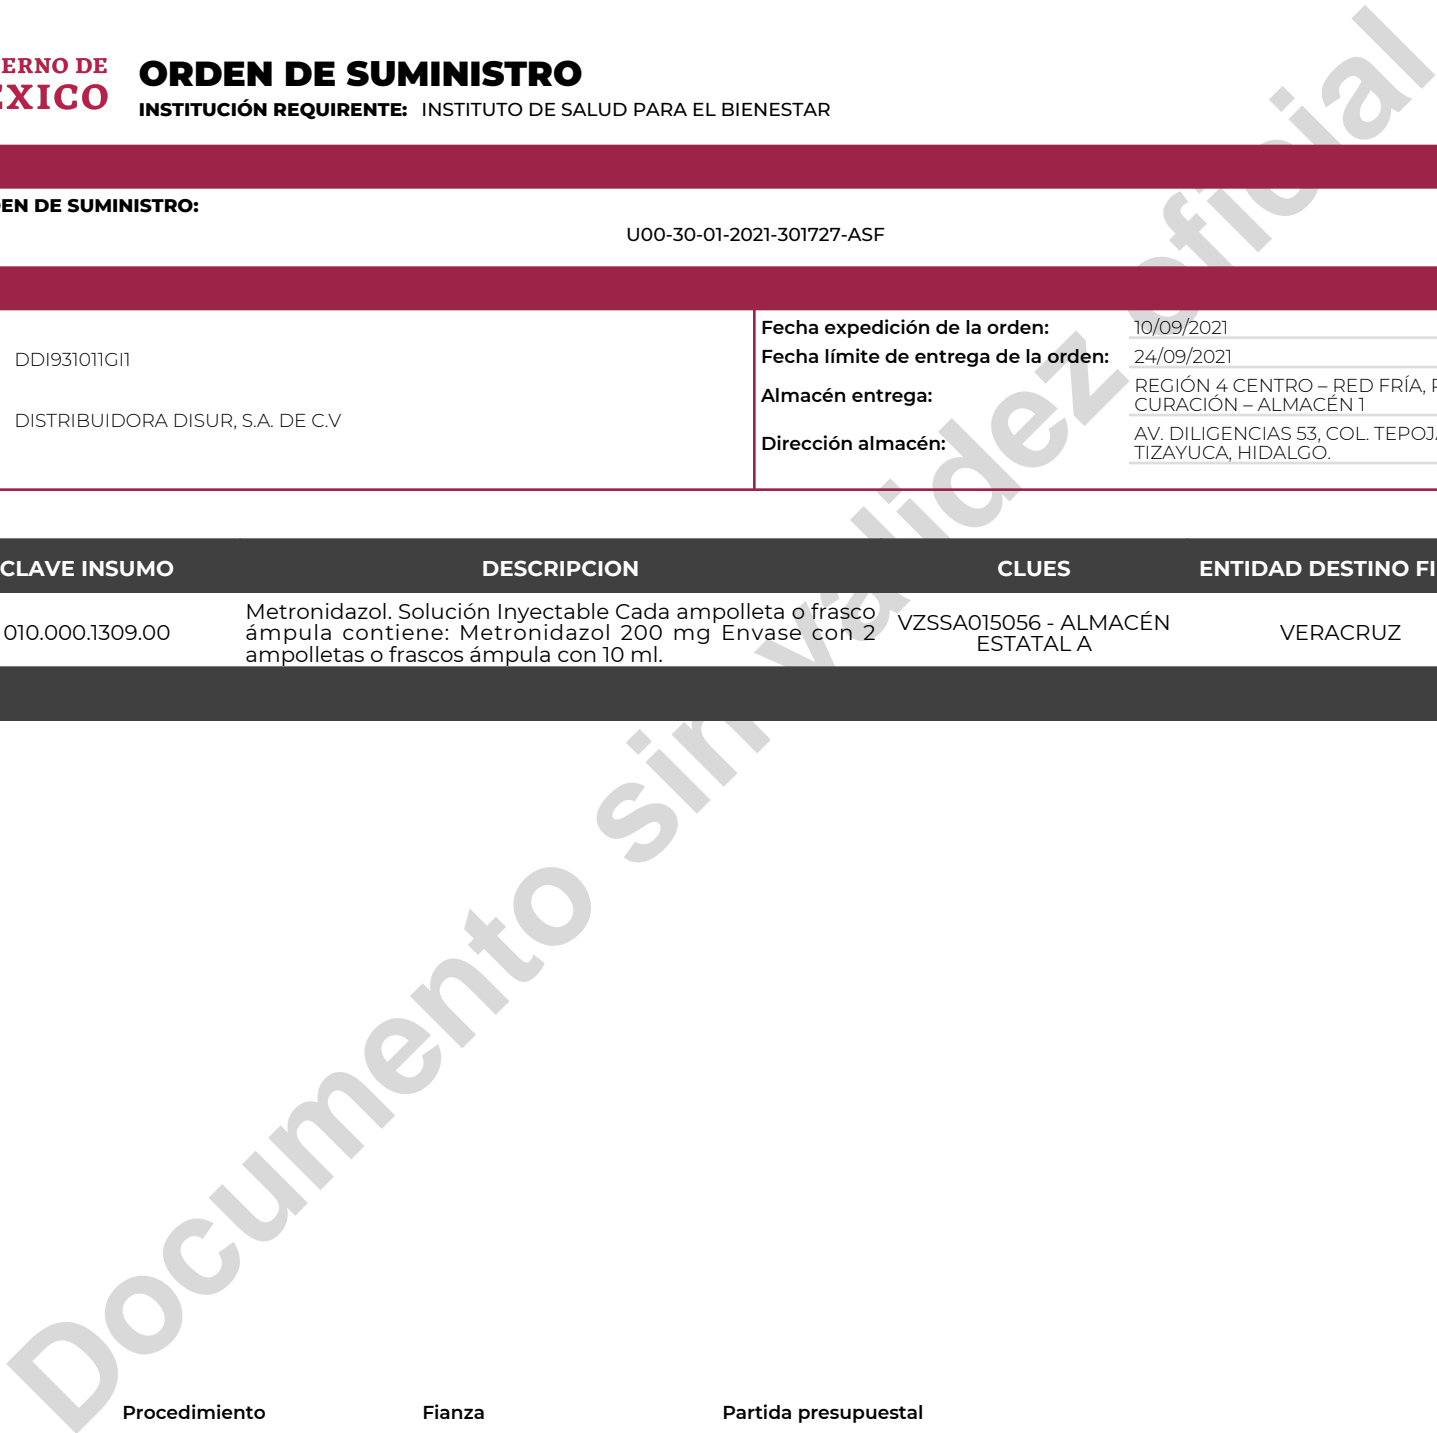 ERNO DE
EXICO
ORDEN DE SUMINISTRO
INSTITUCIÓN REQUIRENTE: INSTITUTO DE SALUD PARA EL BIENESTAR
EN DE SUMINISTRO:
U00-30-01-2021-301727-ASF
DDI931011GI1
DISTRIBUIDORA DISUR, S.A. DE C.V
Fecha expedición de la orden: 10/09/2021
Fecha límite de entrega de la orden: 24/09/2021
Almacén entrega: REGIÓN 4 CENTRO – RED FRÍA,
CURACIÓN – ALMACÉN 1
Dirección almacén: AV. DILIGENCIAS 53, COL. TEPOJ
TIZAYUCA, HIDALGO.
CLAVE INSUMO DESCRIPCION CLUES ENTIDAD DESTINO FI
010.000.1309.00
Metronidazol. Solución Inyectable Cada ampolleta o frasco
ámpula contiene: Metronidazol 200 mg Envase con 2
ampolletas o frascos ámpula con 10 ml.
VZSSA015056 - ALMACÉN
ESTATAL A
VERACRUZ
Documento sin validez oficial
Procedimiento Fianza Partida presupuestal